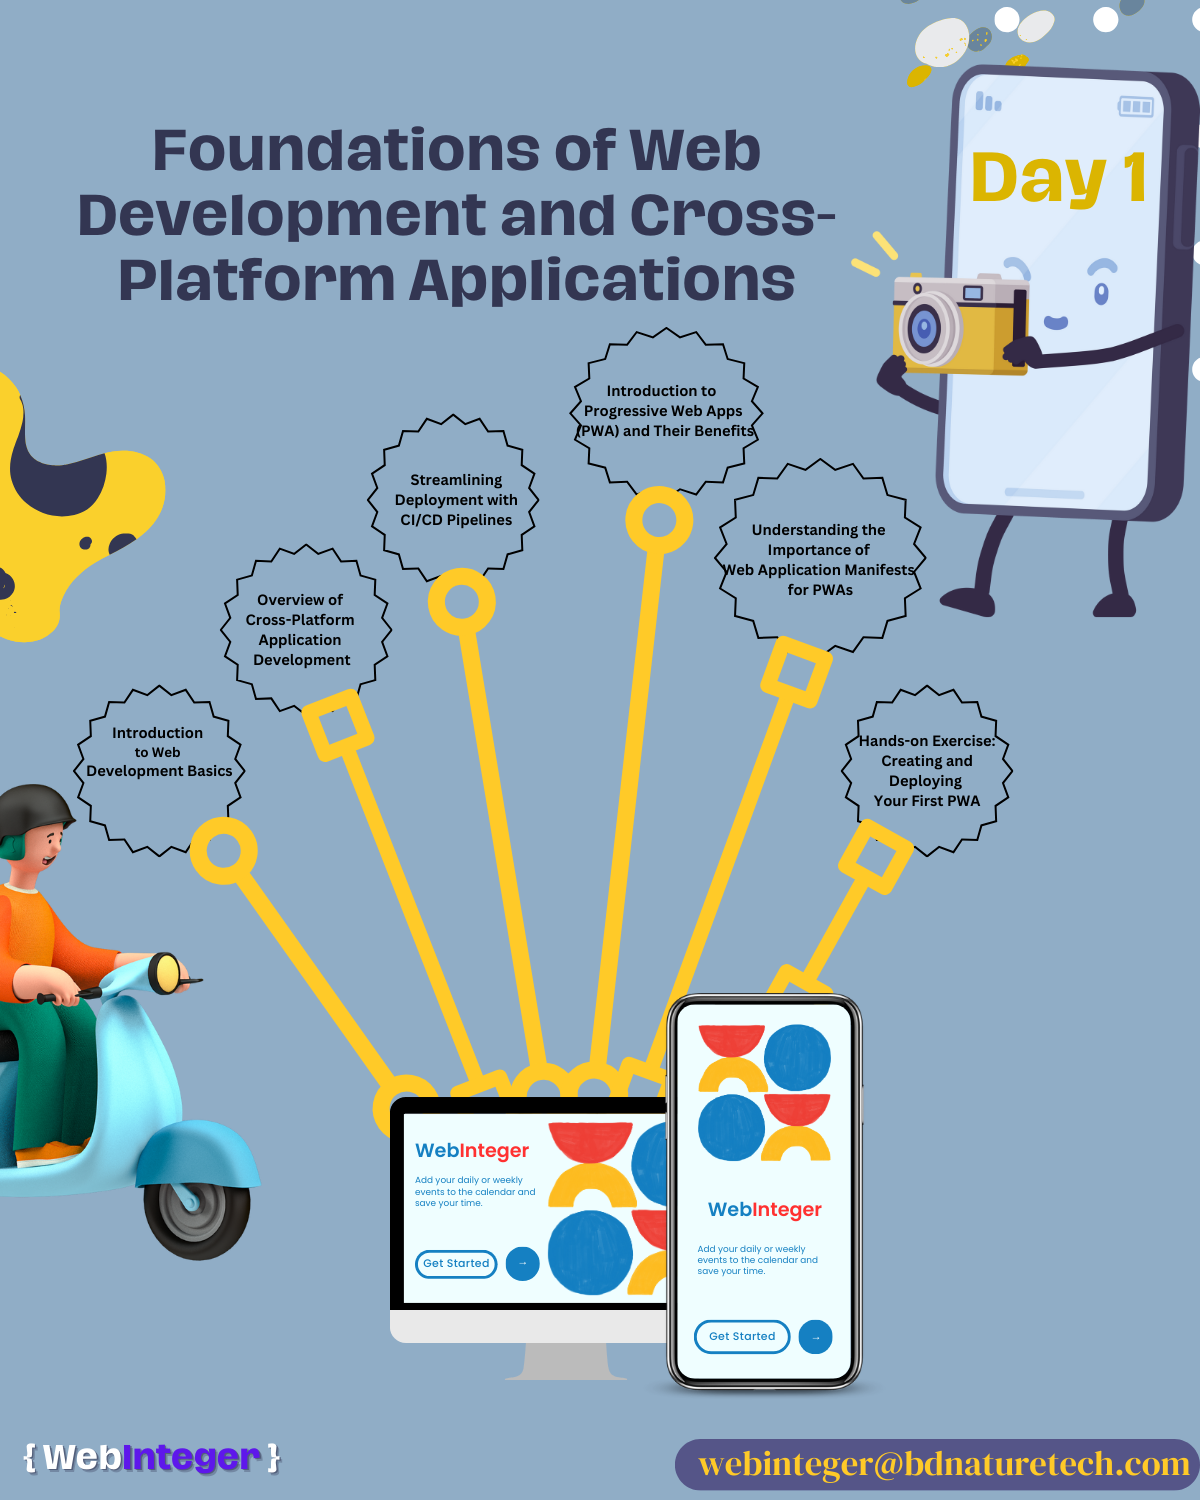 Foundations of Web
Development and Cross-
Platform Applications
Day 1
Introduction to
Progressive Web Apps
(PWA) and Their Benefits
Streamlining
Deployment with
CI/CD Pipelines
Understanding the
Importance of
Web Application Manifests
for PWAs
Overview of
Cross-Platform
Application
Development
Introduction
to Web
Development Basics
Hands-on Exercise:
Creating and
Deploying
Your First PWA
WebInteger
Add your daily or weekly
events to the calendar and
save your time.
Get Started
→
WebInteger
Add your daily or weekly
events to the calendar and
save your time.
Get Started
→
{ WebInteger }
webinteger@bdnaturetech.com